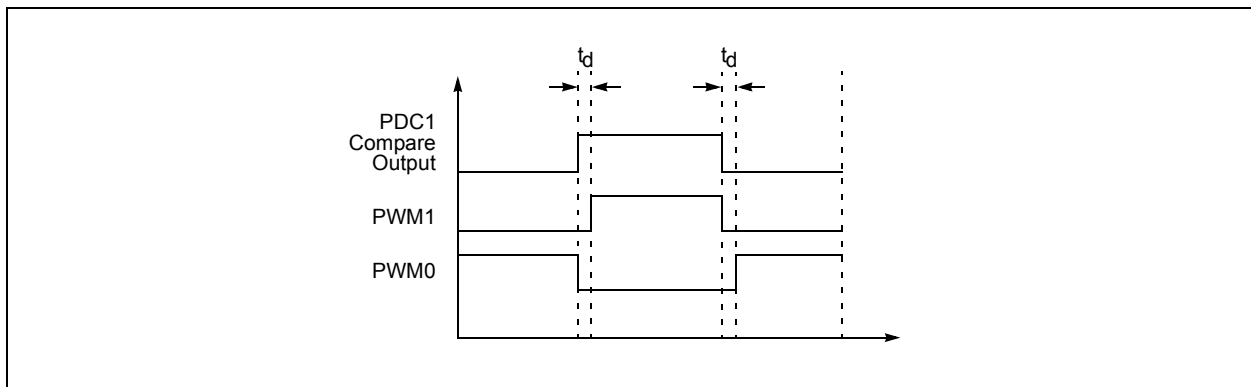 td td
PDC1
Compare
Output
PWM1
PWM0